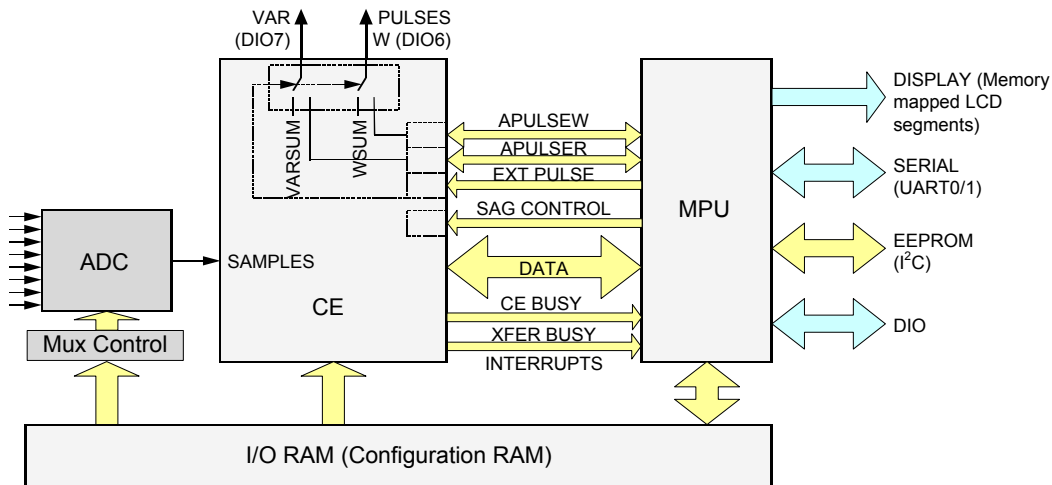 VAR
(DIO7)
PULSES
W (DIO6)
VARSUM
WSUM
APULSEW
APULSER
EXT PULSE
SAG CONTROL
DATA
CE BUSY
XFER BUSY
INTERRUPTS
ADC
SAMPLES
CE
MPU
Mux Control
DISPLAY (Memory
mapped LCD
segments)
SERIAL
(UART0/1)
EEPROM
(I²C)
DIO
I/O RAM (Configuration RAM)